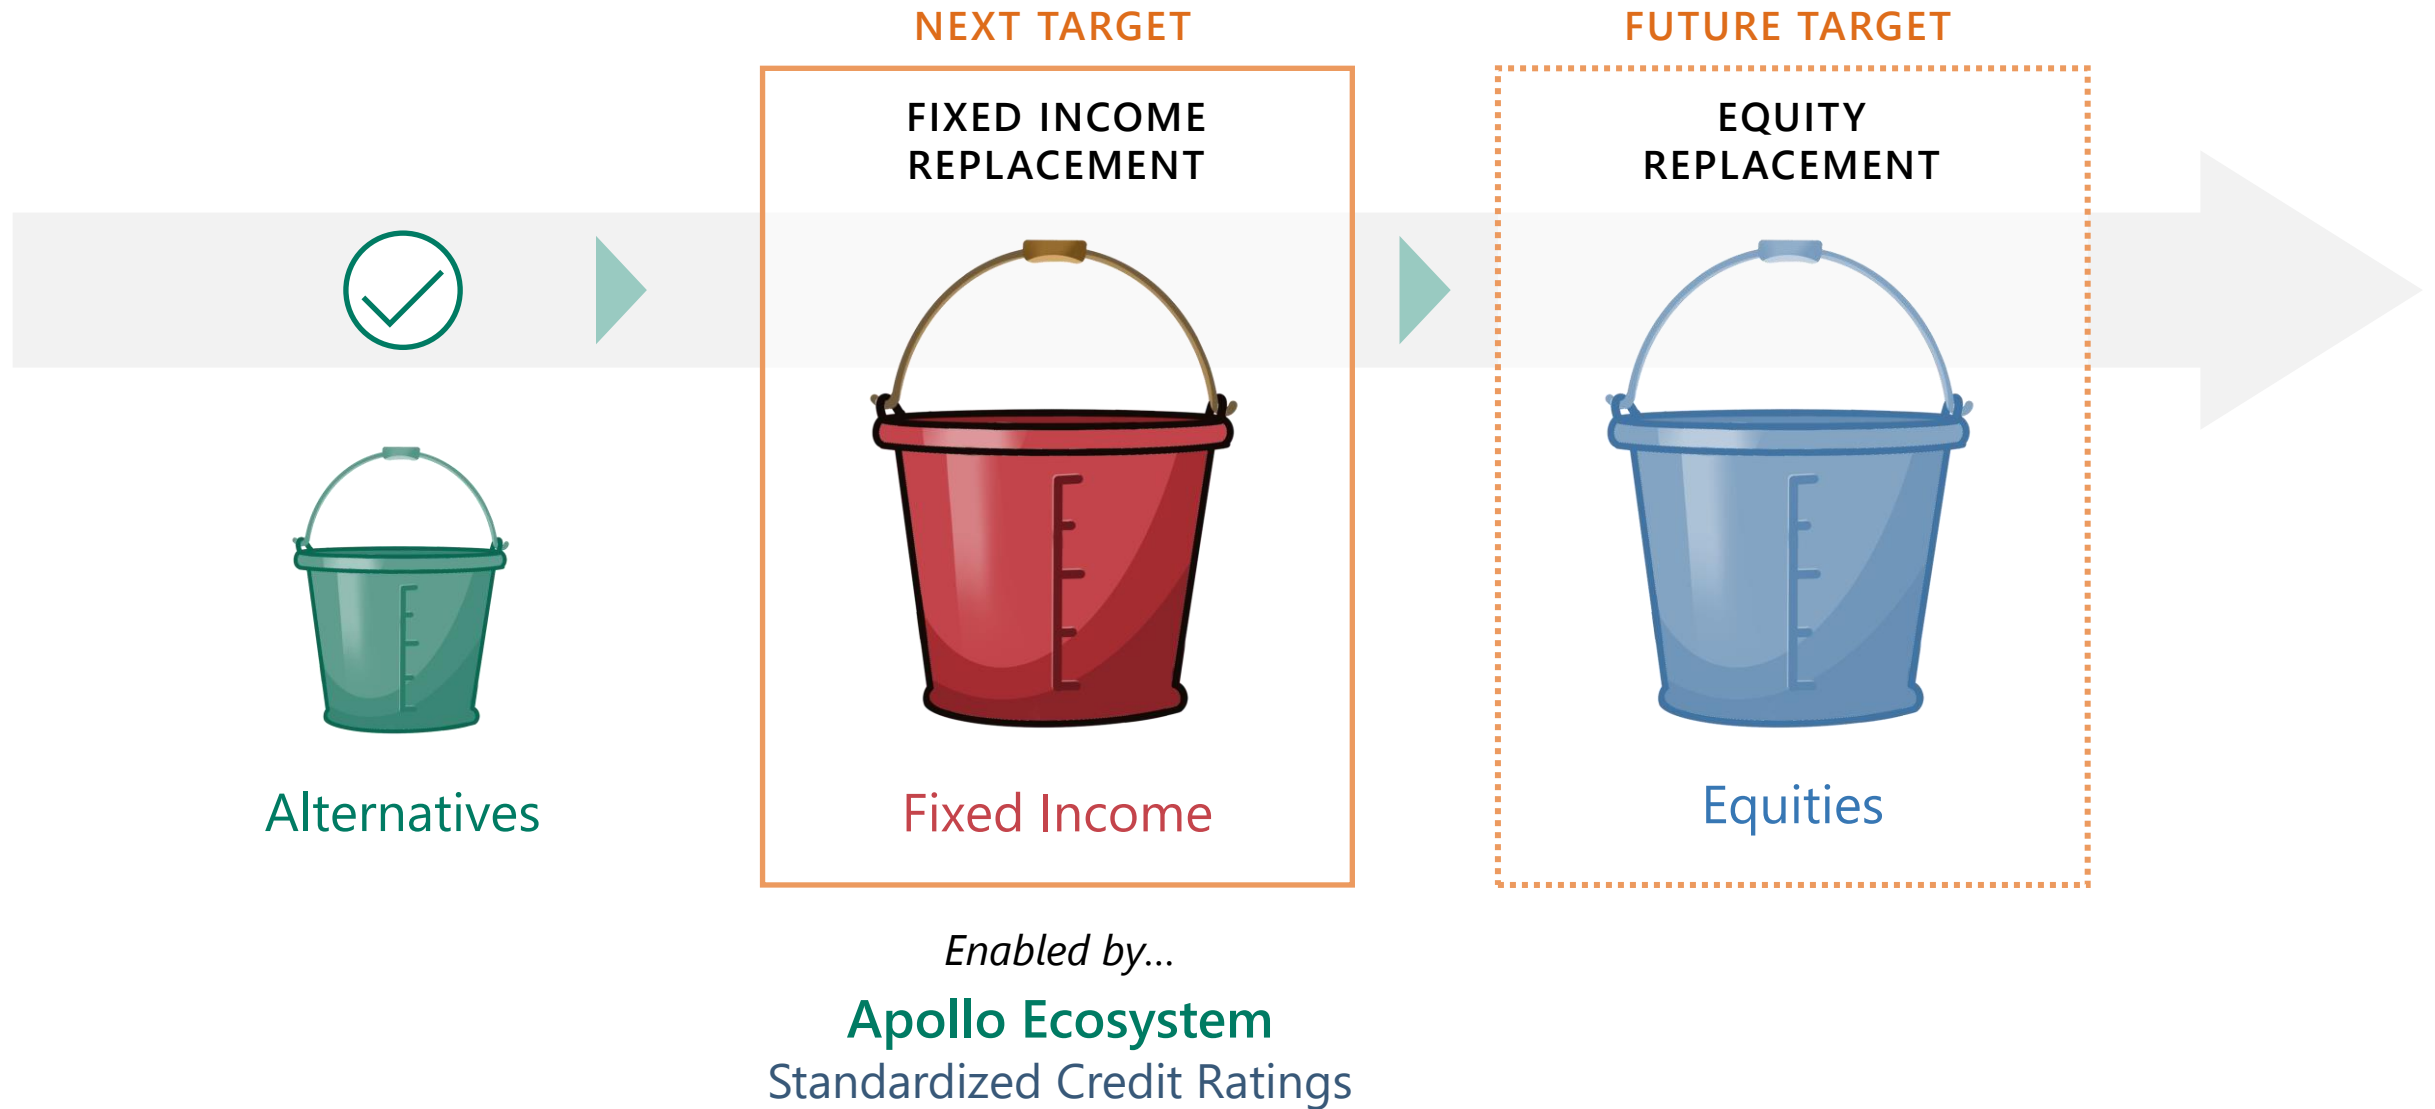 NEXT TARGET
FUTURE TARGET
FIXED INCOME
REPLACEMENT
EQUITY
REPLACEMENT
Alternatives
Fixed Income
Equities
Enabled by...
Apollo Ecosystem
Standardized Credit Ratings